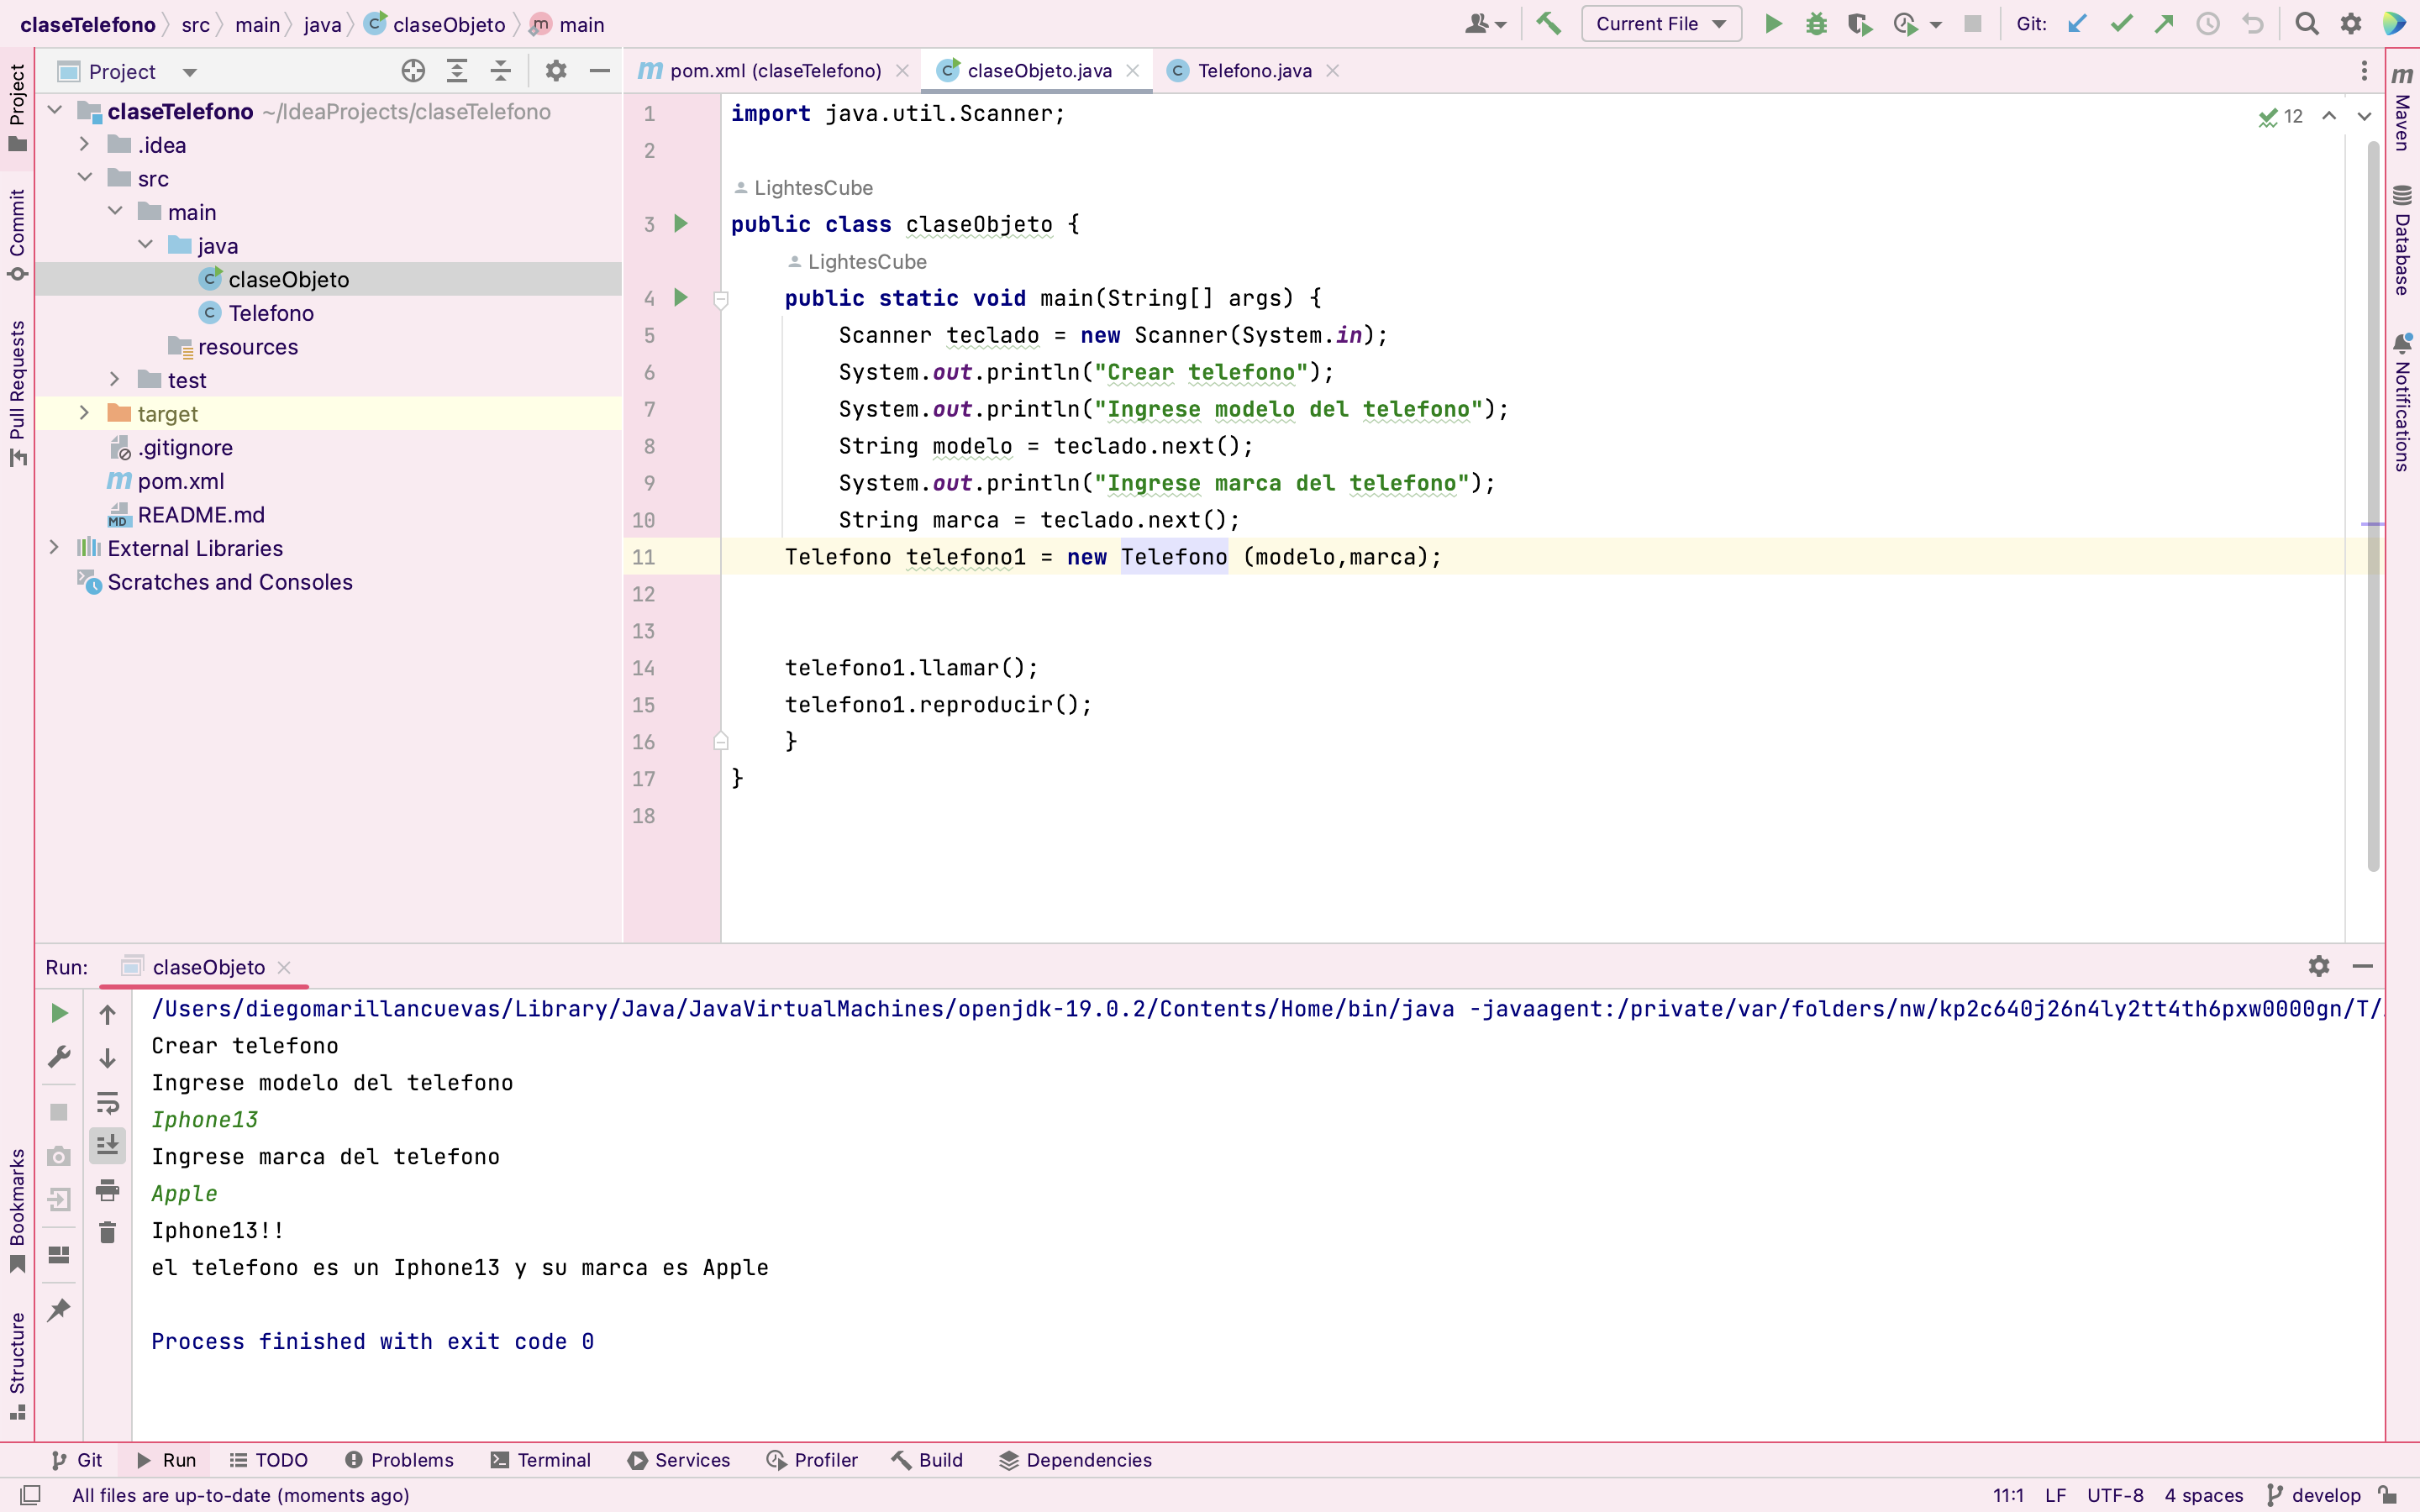 claseTelefono src main java claseObjeto main
Current File
Git:
Project
claseTelefono ~/IdeaProjects/claseTelefono
.idea
src
main
java
claseObjeto
Telefono
resources
test
target
.gitignore
pom.xml
README.md
External Libraries
Scratches and Consoles
Project
Commit
Pull Requests
Bookmarks
Structure
pom.xml (claseTelefono)
claseObjeto.java
Telefono.java
12
1 import java.util.Scanner;
2
LightesCube
3 public class claseObjeto {
LightesCube
4 public static void main(String[] args) {
5 Scanner teclado = new Scanner(System.in);
6 System.out.println("Crear telefono");
7 System.out.println("Ingrese modelo del telefono");
8 String modelo = teclado.next();
9 System.out.println("Ingrese marca del telefono");
10 String marca = teclado.next();
11 Telefono telefono1 = new Telefono (modelo,marca);
12
13
14 telefono1.llamar();
15 telefono1.reproducir();
16 }
17 }
18
Maven
Database
Notifications
Run: claseObjeto
/Users/diegomarillancuevas/Library/Java/JavaVirtualMachines/openjdk-19.0.2/Contents/Home/bin/java -javaagent:/private/var/folders/nw/kp2c640j26n4ly2tt4th6pxw0000gn/T/
Crear telefono
Ingrese modelo del telefono
Iphone13
Ingrese marca del telefono
Apple
Iphone13!!
el telefono es un Iphone13 y su marca es Apple
Process finished with exit code 0
Git Run TODO Problems Terminal Services Profiler Build Dependencies
All files are up-to-date (moments ago)
11:1 LF UTF-8 4 spaces develop